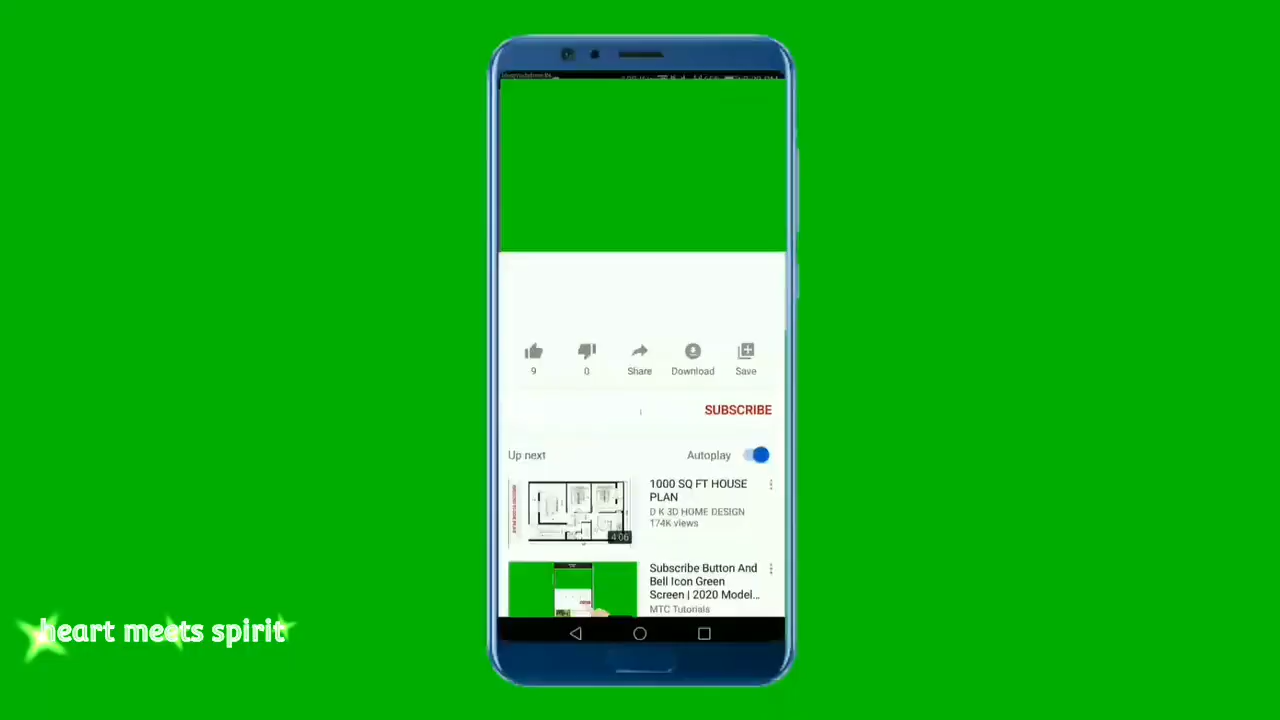 9
0
Share
Download
Save
SUBSCRIBE
Up next
Autoplay
1000 SQ FT HOUSE
PLAN
D K 3D HOME DESIGN
174K views
4:06
Subscribe Button And
Bell Icon Green
Screen | 2020 Model...
MTC Tutorials
heart meets spirit